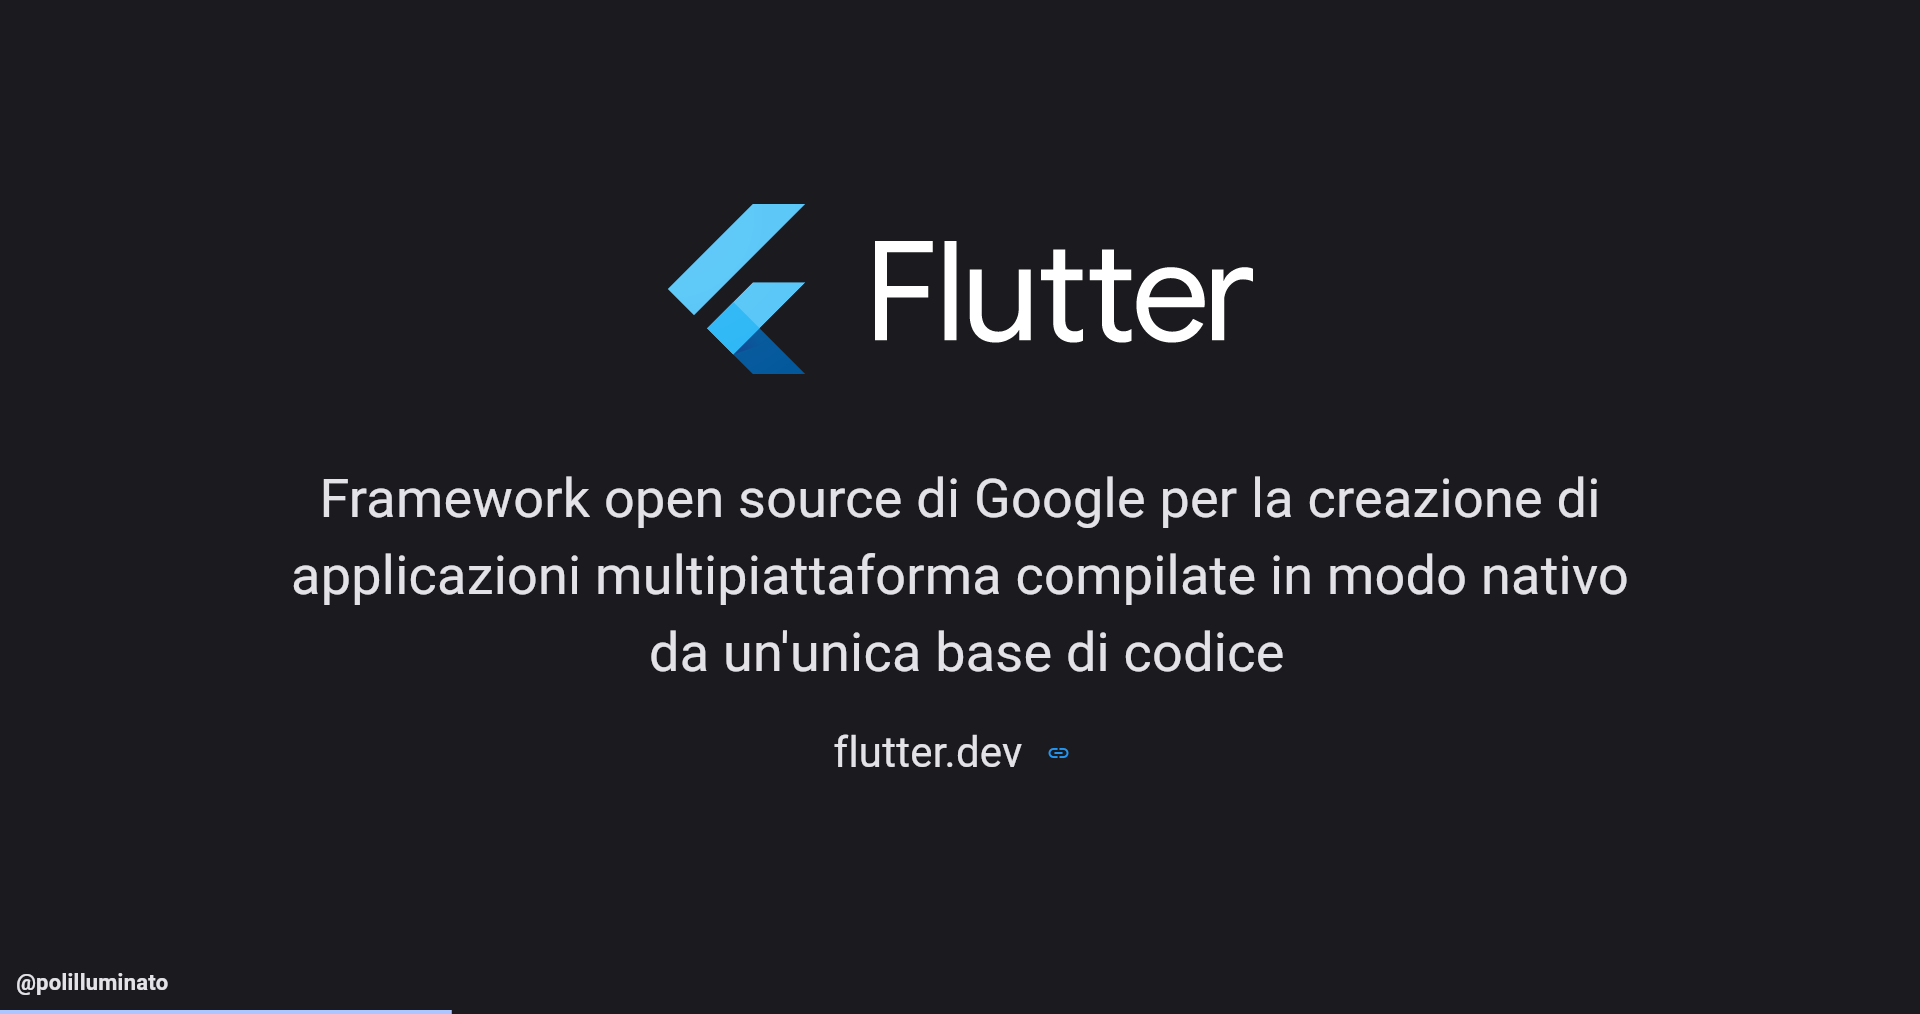 Flutter
Framework open source di Google per la creazione di
applicazioni multipiattaforma compilate in modo nativo
da un'unica base di codice
flutter.dev
@polilluminato